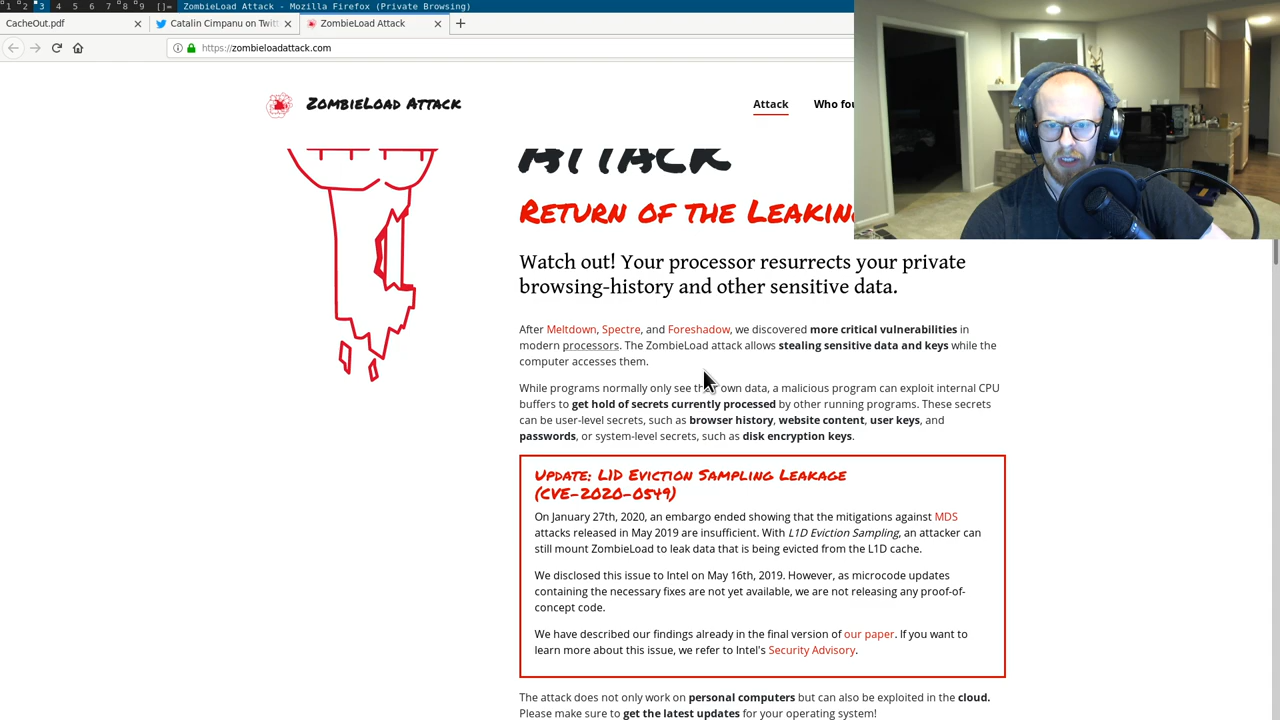 1 2 3 4 5 6 7 8 9 []= ZombieLoad Attack - Mozilla Firefox (Private Browsing)
CacheOut.pdf Catalin Cimpanu on Twitt ZombieLoad Attack
https://zombieloadattack.com
ZombieLoad Attack Attack Who fou
Attack
Return of the Leakin
Watch out! Your processor resurrects your private
browsing-history and other sensitive data.
After Meltdown, Spectre, and Foreshadow, we discovered more critical vulnerabilities in
modern processors. The ZombieLoad attack allows stealing sensitive data and keys while the
computer accesses them.
While programs normally only see their own data, a malicious program can exploit internal CPU
buffers to get hold of secrets currently processed by other running programs. These secrets
can be user-level secrets, such as browser history, website content, user keys, and
passwords, or system-level secrets, such as disk encryption keys.
Update: L1D Eviction Sampling Leakage
(CVE-2020-0549)
On January 27th, 2020, an embargo ended showing that the mitigations against MDS
attacks released in May 2019 are insufficient. With L1D Eviction Sampling, an attacker can
still mount ZombieLoad to leak data that is being evicted from the L1D cache.
We disclosed this issue to Intel on May 16th, 2019. However, as microcode updates
containing the necessary fixes are not yet available, we are not releasing any proof-of-
concept code.
We have described our findings already in the final version of our paper. If you want to
learn more about this issue, we refer to Intel's Security Advisory.
The attack does not only work on personal computers but can also be exploited in the cloud.
Please make sure to get the latest updates for your operating system!